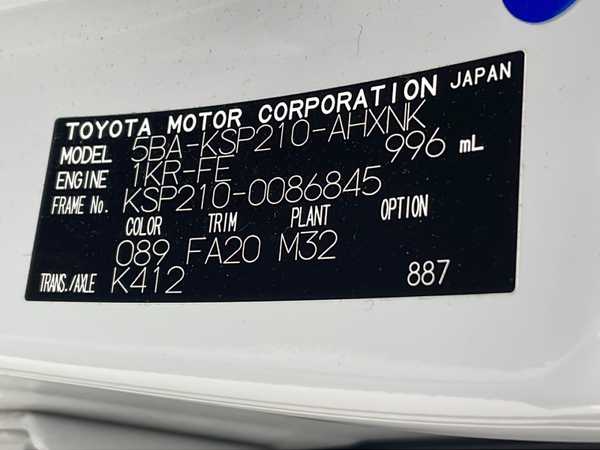 TOYOTA MOTOR CORPORATION JAPAN
MODEL 5BA-KSP210-AHXNK
ENGINE 1KR-FE 996 mL
FRAME No. KSP210-0086845
COLOR TRIM PLANT OPTION
089 FA20 M32
TRANS./AXLE K412 887